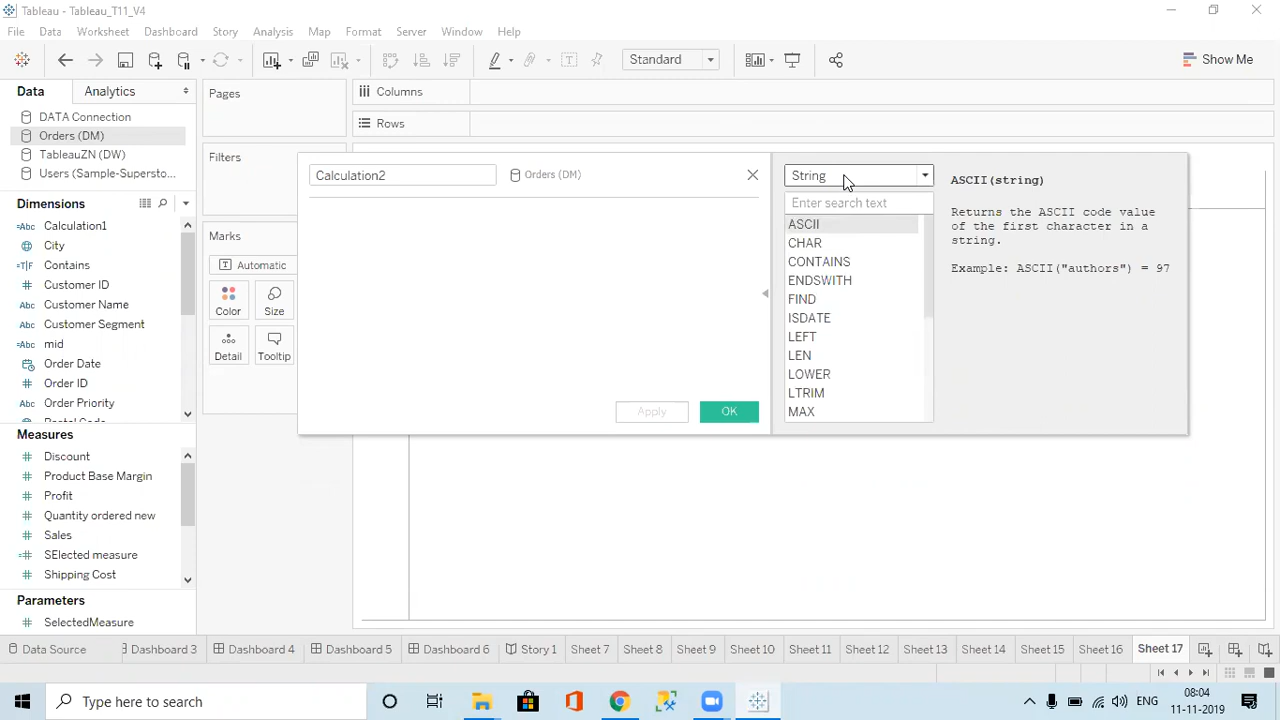 Tableau - Tableau_T11_V4
File Data Worksheet Dashboard Story Analysis Map Format Server Window Help
Standard
Show Me
Data Analytics
DATA Connection
Orders (DM)
TableauZN (DW)
Users (Sample-Supersto...
Dimensions
Abc Calculation1
City
T|F Contains
Customer ID
Abc Customer Name
Abc Customer Segment
Abc mid
Order Date
Order ID
Abc Order Priority
Measures
Discount
Product Base Margin
Profit
Quantity ordered new
Sales
SElected measure
Shipping Cost
Parameters
SelectedMeasure
Pages
Filters
Marks
Automatic
Color Size
Detail Tooltip
Columns
Rows
Calculation2 Orders (DM)
Apply OK
String
Enter search text
ASCII
CHAR
CONTAINS
ENDSWITH
FIND
ISDATE
LEFT
LEN
LOWER
LTRIM
MAX
ASCII(string)
Returns the ASCII code value
of the first character in a
string.
Example: ASCII("authors") = 97
Data Source Dashboard 3 Dashboard 4 Dashboard 5 Dashboard 6 Story 1 Sheet 7 Sheet 8 Sheet 9 Sheet 10 Sheet 11 Sheet 12 Sheet 13 Sheet 14 Sheet 15 Sheet 16 Sheet 17
Type here to search
ENG
08:04
11-11-2019